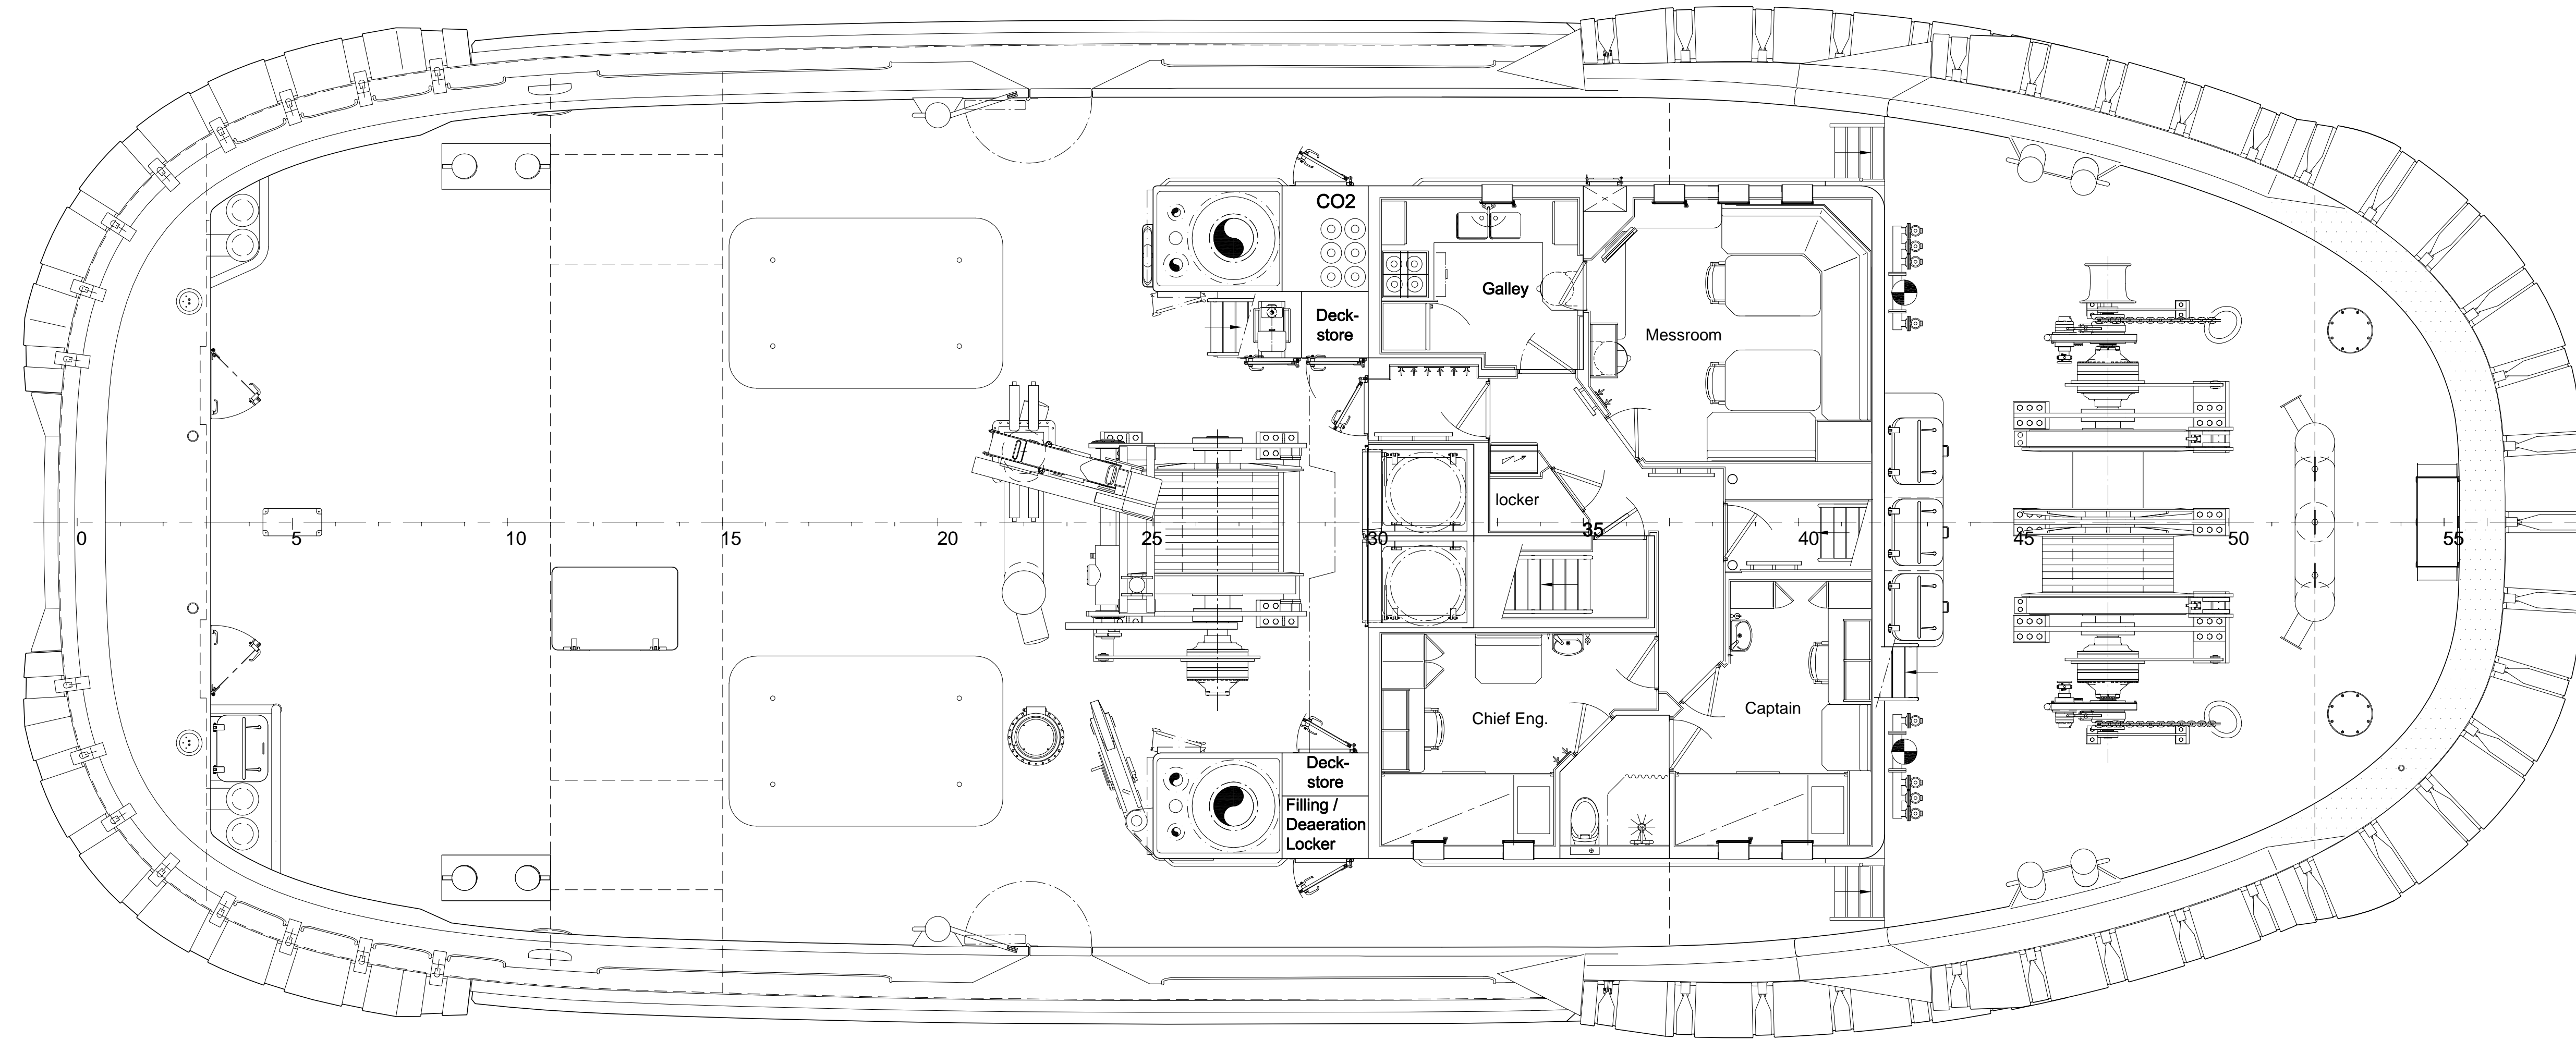 CO2
Galley
Deck-
store
Messroom
locker
0
5
10
15
20
25
30
35
40
45
50
55
Chief Eng.
Captain
Deck-
store
Filling /
Deaeration
Locker